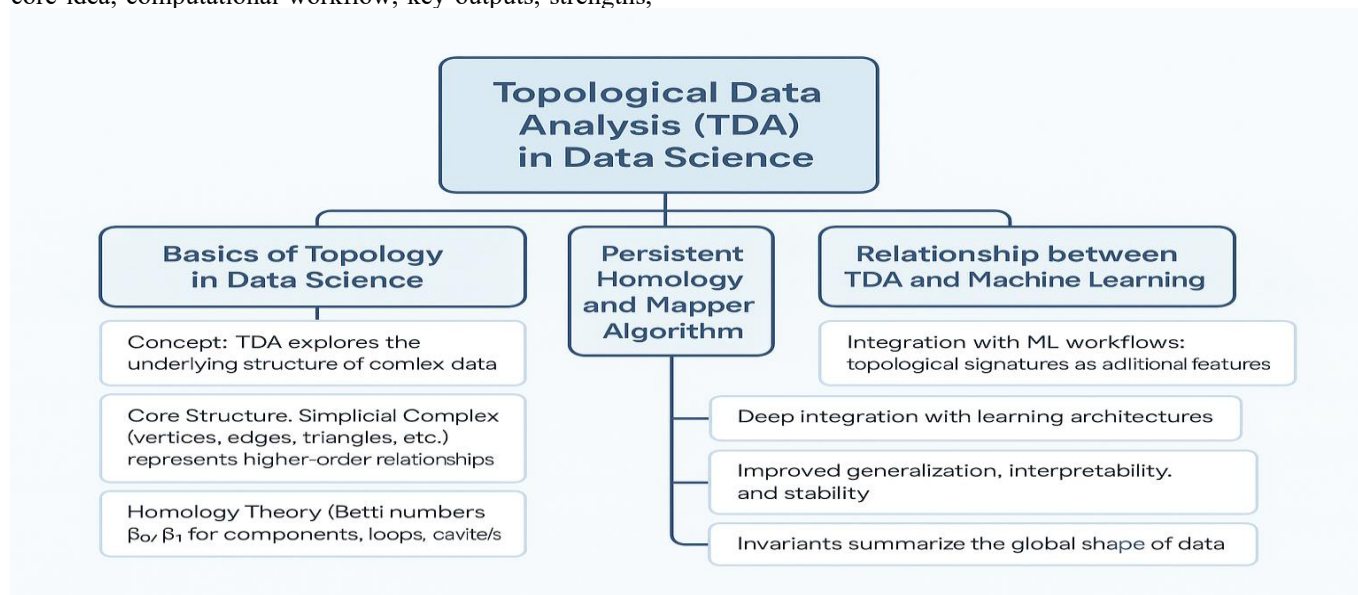 core idea, computational workflow, key outputs, strengths,
Topological Data
Analysis (TDA)
in Data Science
Basics of Topology
in Data Science
Concept: TDA explores the
underlying structure of comlex data
Core Structure. Simplicial Complex
(vertices, edges, triangles, etc.)
represents higher-order relationships
Homology Theory (Betti numbers
β₀, β₁ for components, loops, cavite/s
Persistent
Homology
and Mapper
Algorithm
Relationship between
TDA and Machine Learning
Integration with ML workflows:
topological signatures as adlitional features
Deep integration with learning architectures
Improved generalization, interpretability.
and stability
Invariants summarize the global shape of data